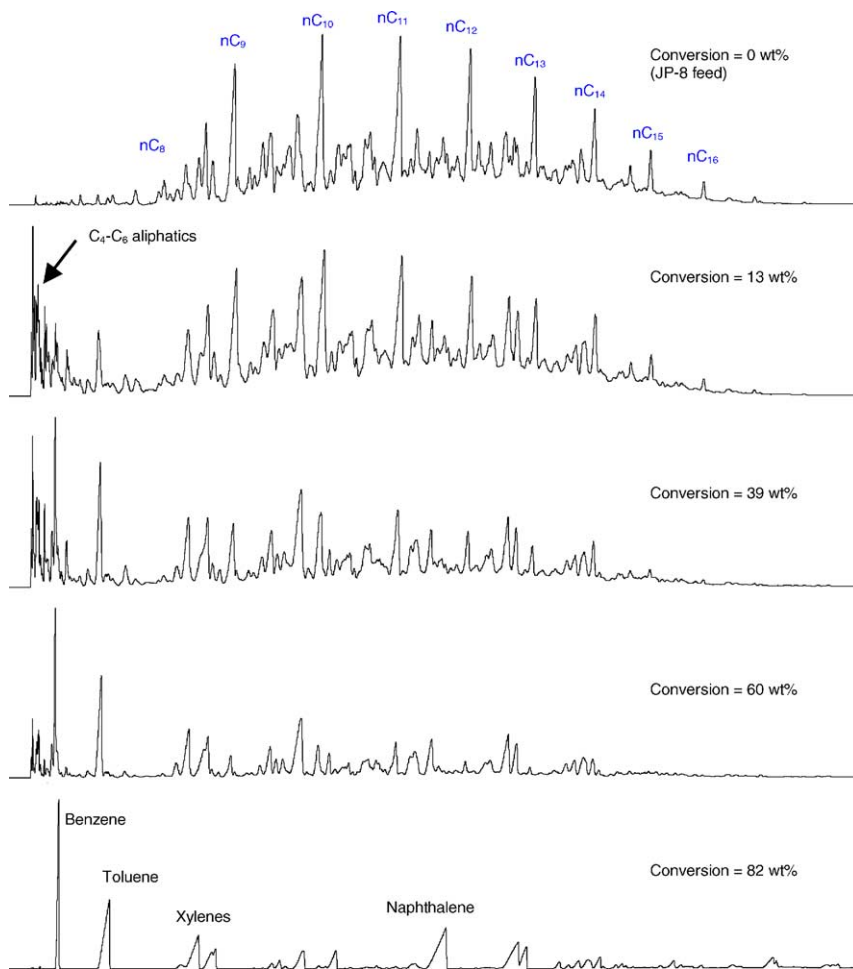 nC₈
nC₉
nC₁₀
nC₁₁
nC₁₂
nC₁₃
nC₁₄
nC₁₅
nC₁₆
Conversion = 0 wt%
(JP-8 feed)
C₄-C₆ aliphatics
Conversion = 13 wt%
Conversion = 39 wt%
Conversion = 60 wt%
Benzene
Toluene
Xylenes
Naphthalene
Conversion = 82 wt%